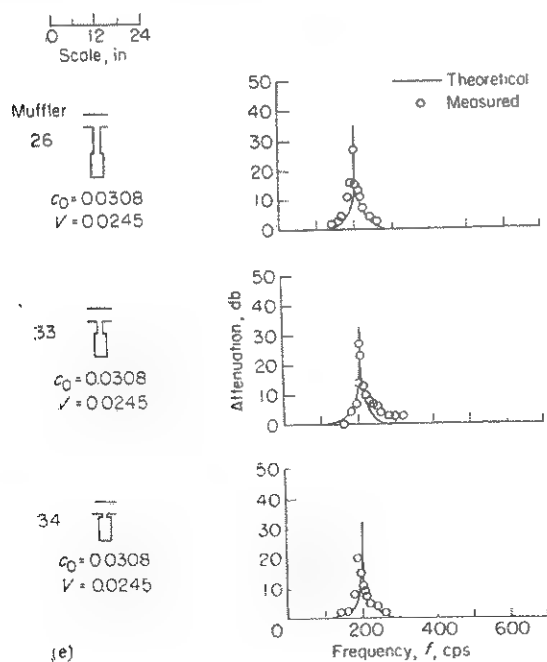 0 12 24
Scale, in
Muffler
26
c₀ = 0.0308
V = 0.0245
50
40
30
20
10
0
Theoretical
Measured
33
c₀ = 0.0308
V = 0.0245
Attenuation, db
50
40
30
20
10
0
34
c₀ = 0.0308
V = 0.0245
50
40
30
20
10
0
200 400 600
Frequency, f, cps
(e)